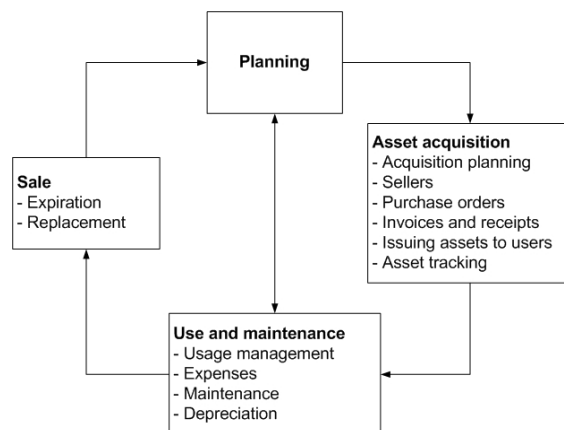 Planning
Asset acquisition
- Acquisition planning
- Sellers
- Purchase orders
- Invoices and receipts
- Issuing assets to users
- Asset tracking
Sale
- Expiration
- Replacement
Use and maintenance
- Usage management
- Expenses
- Maintenance
- Depreciation